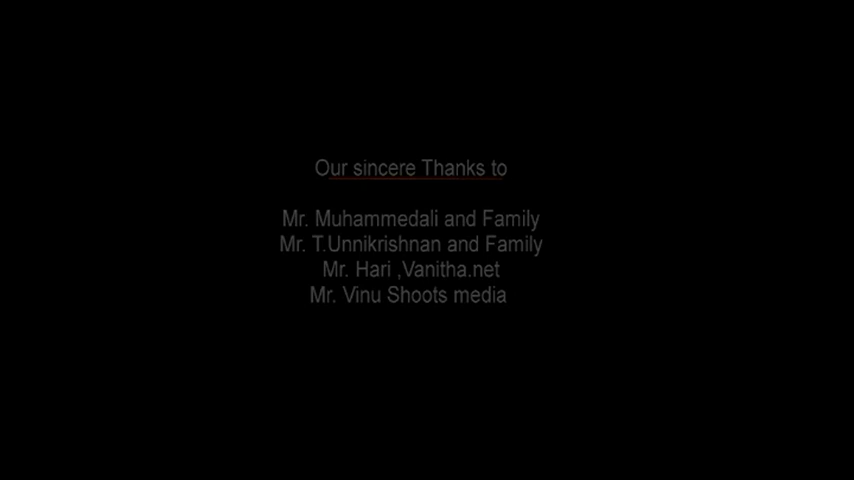 Our sincere Thanks to
Mr. Muhammedali and Family
Mr. T.Unnikrishnan and Family
Mr. Hari ,Vanitha.net
Mr. Vinu Shoots media